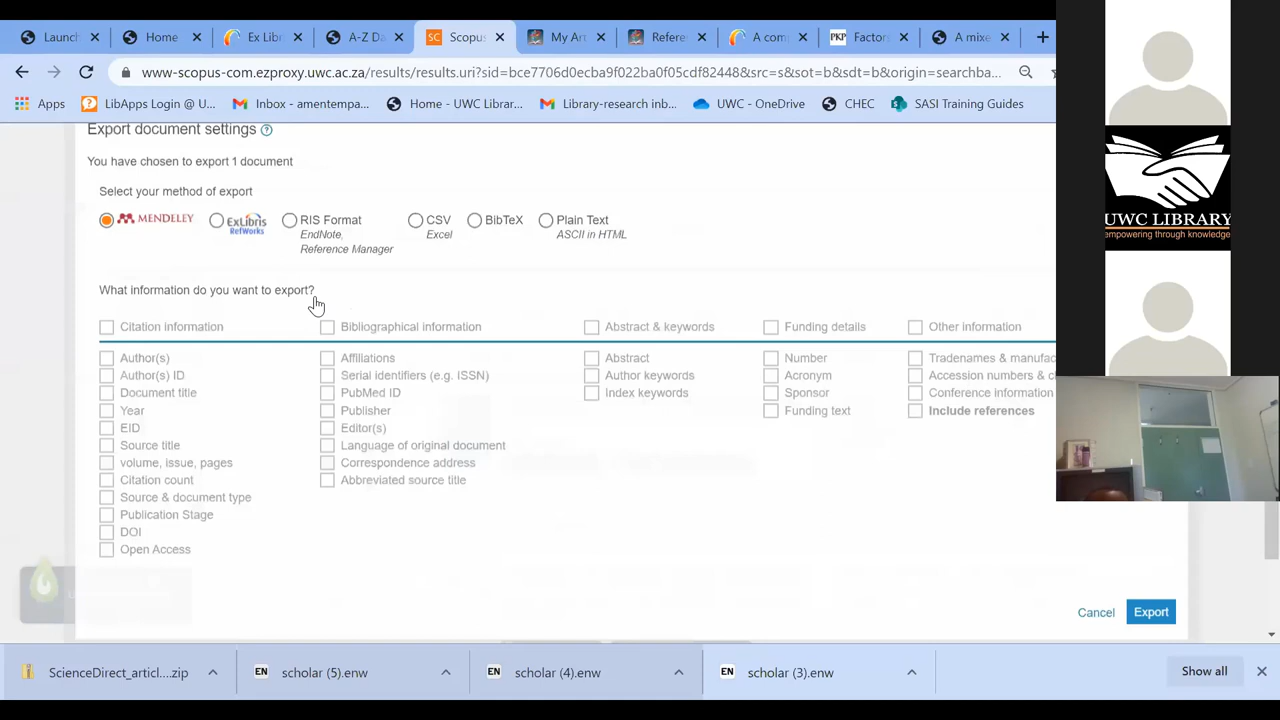 Launch
Home
Ex Lib
A-Z Da
SC Scopus
My Art
Refere
A com
PKP Factors
A mixe
www-scopus-com.ezproxy.uwc.ac.za/results/results.uri?sid=bce7706d0ecba9f022ba0f05cdf82448&src=s&sot=b&sdt=b&origin=searchba...
Apps
LibApps Login @ U...
Inbox - amentempa...
Home - UWC Librar...
Library-research inb...
UWC - OneDrive
CHEC
SASI Training Guides
Export document settings ?
You have chosen to export 1 document
Select your method of export
MENDELEY
ExLibris RefWorks
RIS Format
EndNote,
Reference Manager
CSV
Excel
BibTeX
Plain Text
ASCII in HTML
What information do you want to export?
Citation information
Author(s)
Author(s) ID
Document title
Year
EID
Source title
volume, issue, pages
Citation count
Source & document type
Publication Stage
DOI
Open Access
Bibliographical information
Affiliations
Serial identifiers (e.g. ISSN)
PubMed ID
Publisher
Editor(s)
Language of original document
Correspondence address
Abbreviated source title
Abstract & keywords
Abstract
Author keywords
Index keywords
Funding details
Number
Acronym
Sponsor
Funding text
Other information
Tradenames & manufac
Accession numbers & c
Conference information
Include references
Cancel
Export
UWC LIBRARY
empowering through knowledge
ScienceDirect_articl....zip
EN scholar (5).enw
EN scholar (4).enw
EN scholar (3).enw
Show all